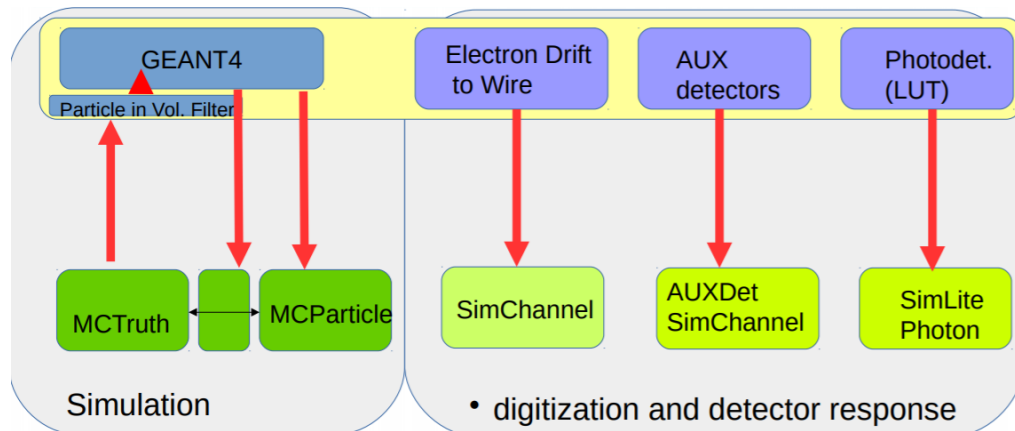 GEANT4
Particle in Vol. Filter
Electron Drift
to Wire
AUX
detectors
Photodet.
(LUT)
MCTruth
MCParticle
SimChannel
AUXDet
SimChannel
SimLite
Photon
Simulation
• digitization and detector response